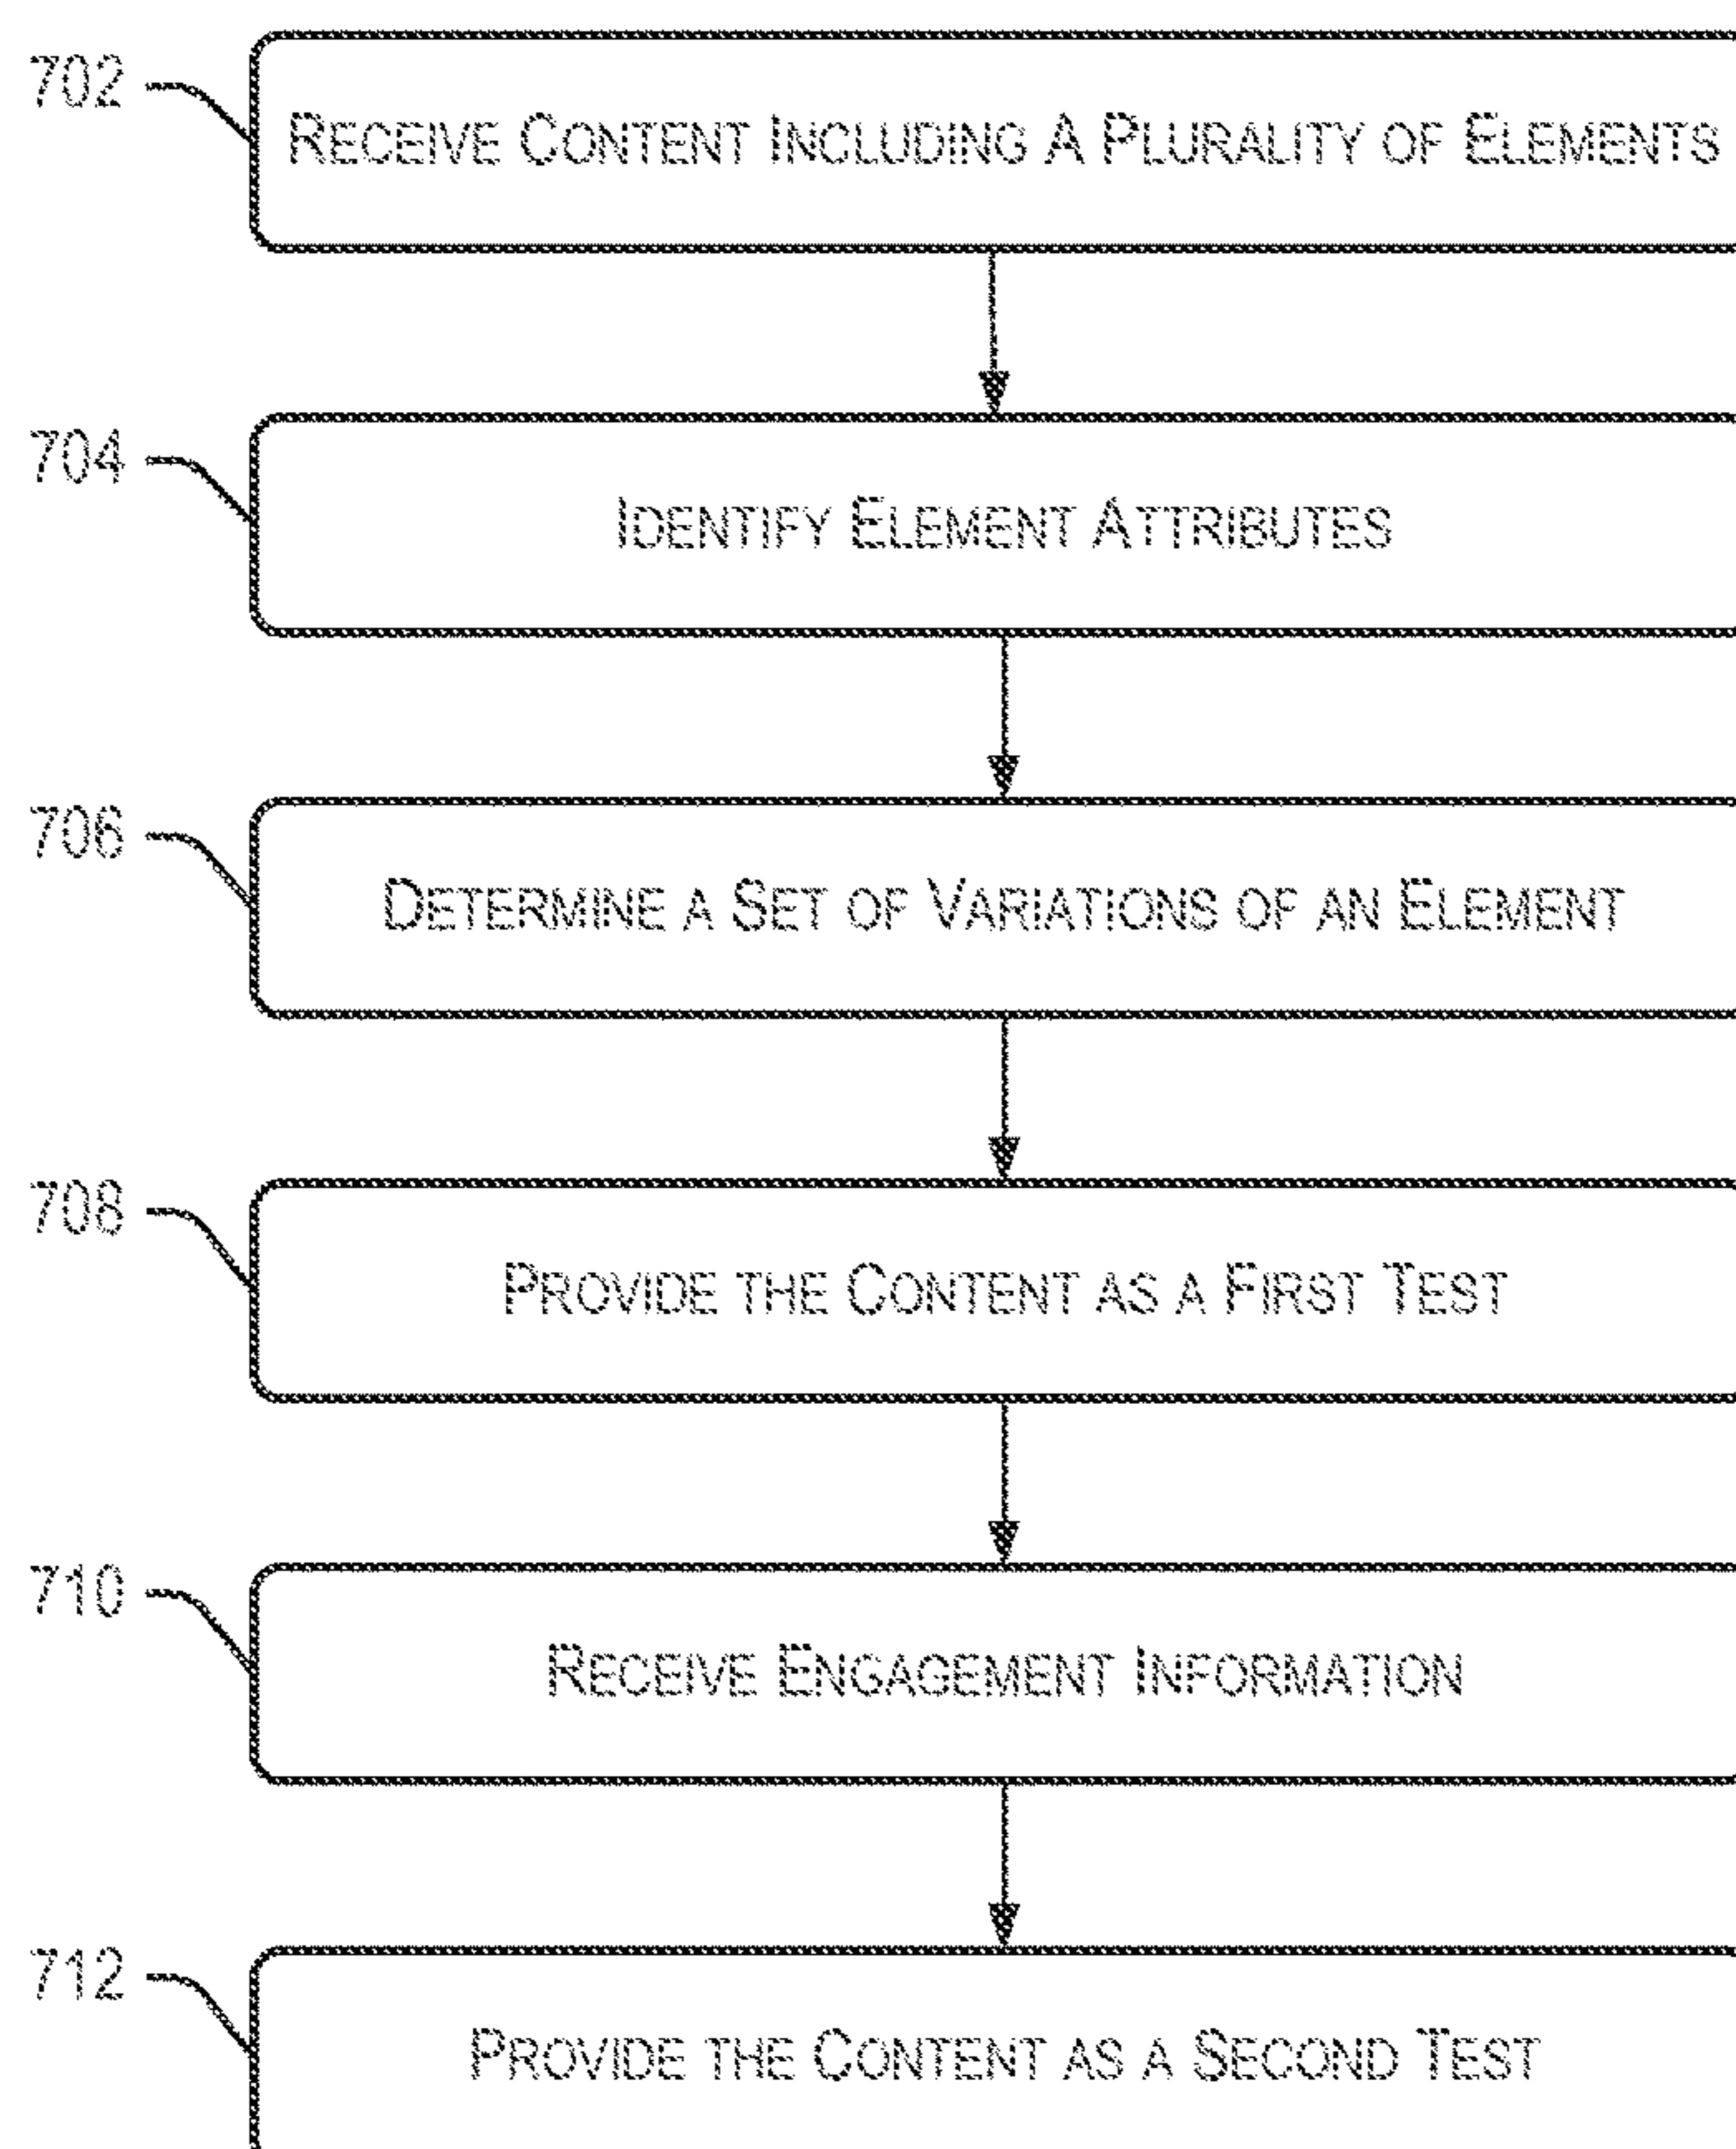 702
RECEIVE CONTENT INCLUDING A PLURALITY OF ELEMENTS
704
IDENTIFY ELEMENT ATTRIBUTES
706
DETERMINE A SET OF VARIATIONS OF AN ELEMENT
708
PROVIDE THE CONTENT AS A FIRST TEST
710
RECEIVE ENGAGEMENT INFORMATION
712
PROVIDE THE CONTENT AS A SECOND TEST